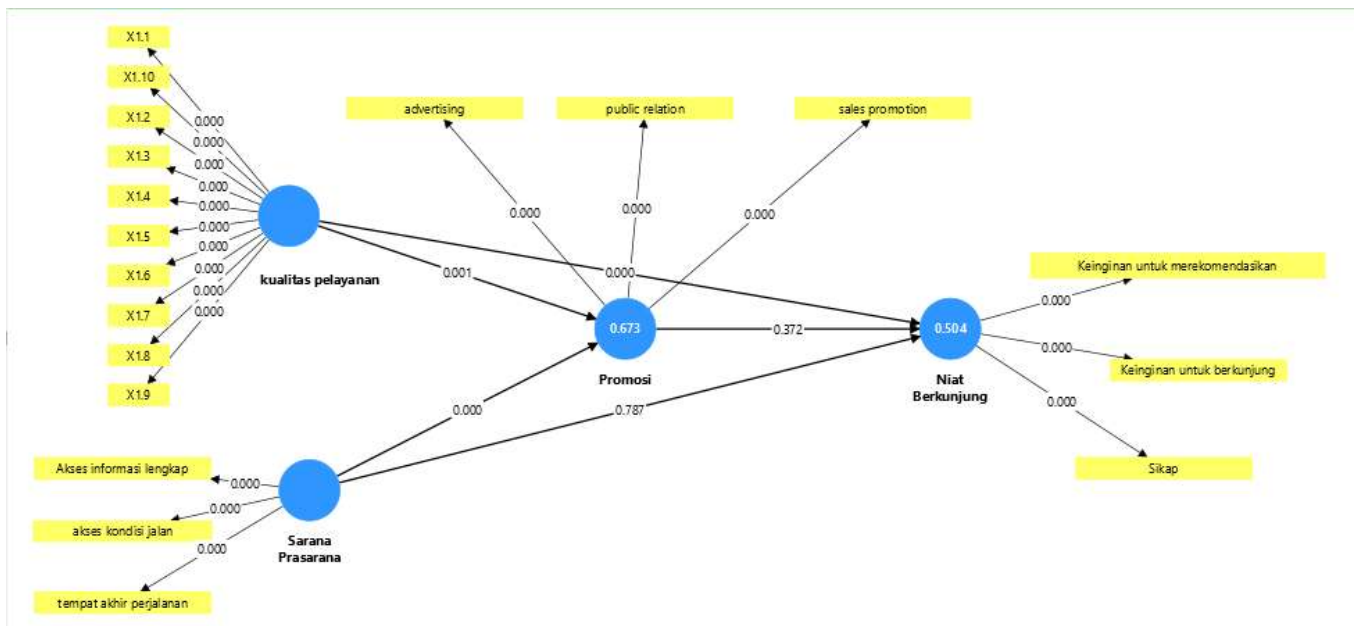 X1.1
X1.10
X1.2
X1.3
X1.4
X1.5
X1.6
X1.7
X1.8
X1.9
0.000
0.000
0.000
0.000
0.000
0.000
0.000
0.000
0.000
0.000
kualitas pelayanan
advertising
public relation
sales promotion
0.000
0.000
0.000
0.001
0.000
0.673
Promosi
0.372
0.504
Niat
Berkunjung
Keinginan untuk merekomendasikan
0.000
Keinginan untuk berkunjung
0.000
0.000
Sikap
0.000
0.787
Akses informasi lengkap
0.000
akses kondisi jalan
0.000
tempat akhir perjalanan
0.000
Sarana
Prasarana